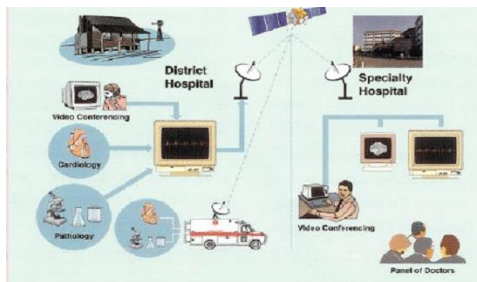 District
Hospital
Specialty
Hospital
Video Conferencing
Cardiology
Pathology
Video Conferencing
Panel of Doctors